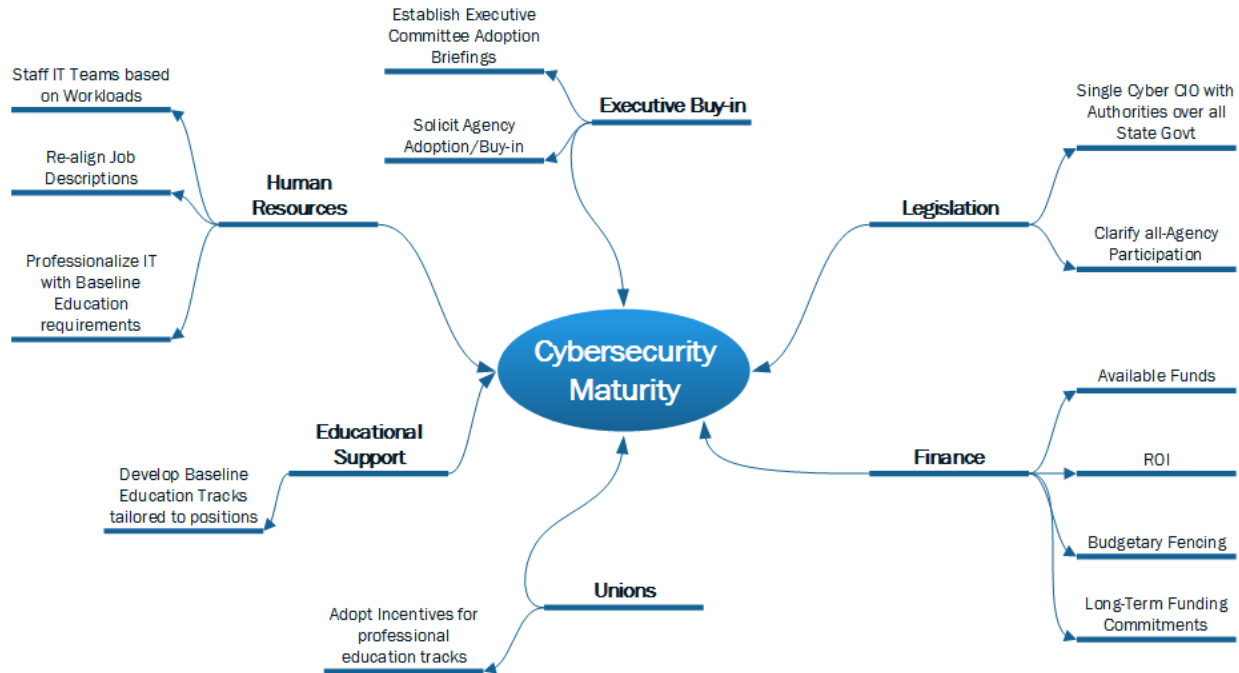 Establish Executive
Committee Adoption
Briefings
Executive Buy-in
Solicit Agency
Adoption/Buy-in
Staff IT Teams based
on Workloads
Re-align Job
Descriptions
Human
Resources
Professionalize IT
with Baseline
Education
requirements
Single Cyber CIO with
Authorities over all
State Govt
Legislation
Clarify all-Agency
Participation
Cybersecurity
Maturity
Educational
Support
Develop Baseline
Education Tracks
tailored to positions
Available Funds
Finance
ROI
Budgetary Fencing
Long-Term Funding
Commitments
Unions
Adopt Incentives for
professional
education tracks